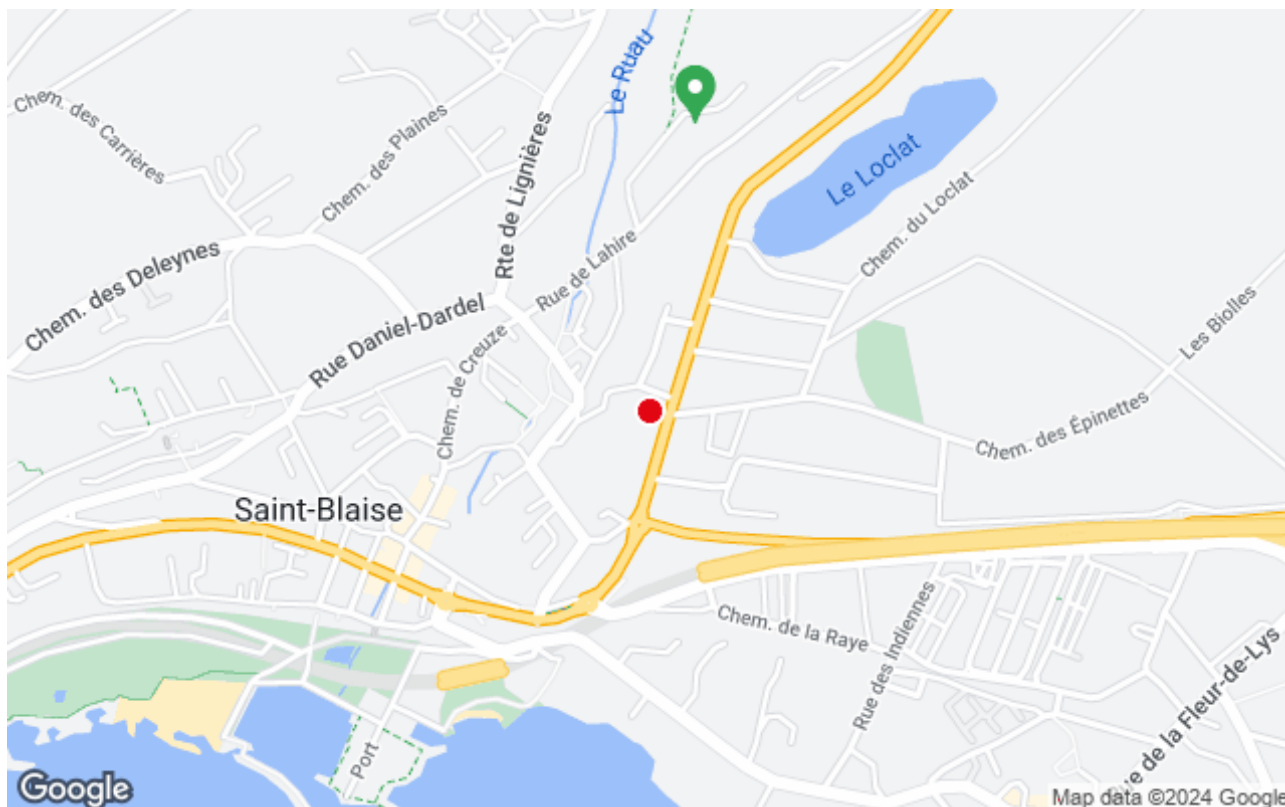 Le Ruau
Chem. des Carrières
Chem. des Plaines
Rte de Lignières
Le Loclat
Chem. du Loclat
Chem. des Deleynes
Rue de Lahire
Rue Daniel-Dardel
Chem. de Creuze
Les Biolles
Chem. des Épinettes
Saint-Blaise
Chem. de la Raye
Rue des Indiennes
Rue de la Fleur-de-Lys
Port
Google
Map data ©2024 Google